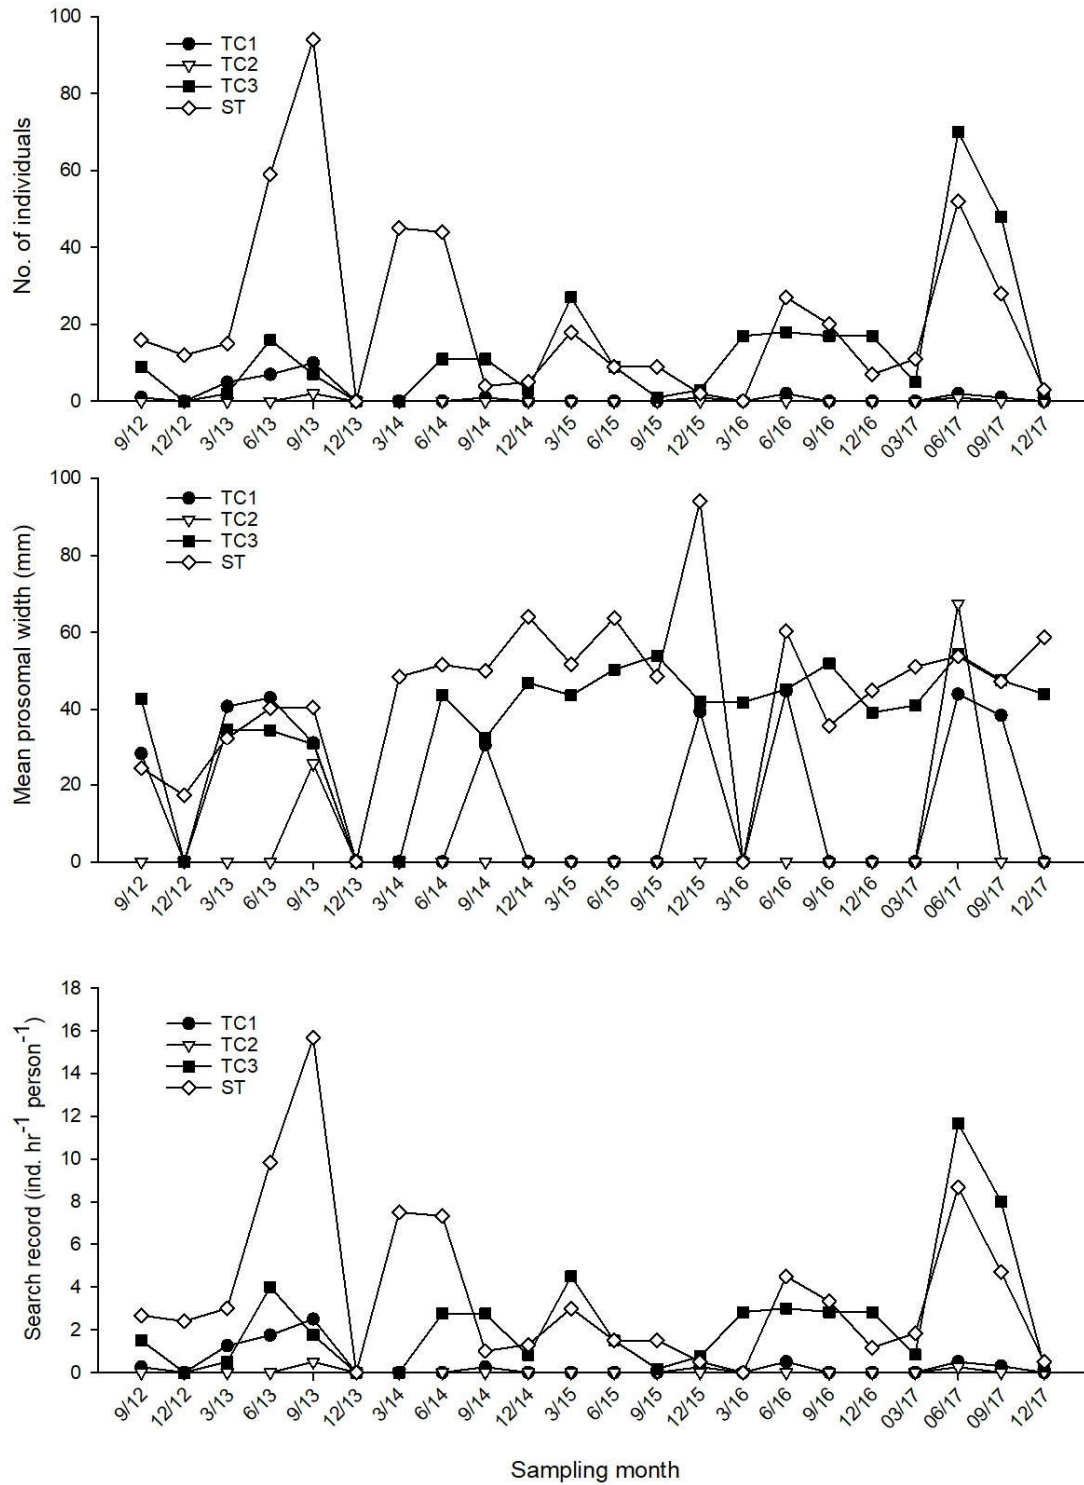 No. of individuals
100
80
60
40
20
0
TC1
TC2
TC3
ST
9/12 12/12 3/13 6/13 9/13 12/13 3/14 6/14 9/14 12/14 3/15 6/15 9/15 12/15 3/16 6/16 9/16 12/16 03/17 06/17 09/17 12/17
Mean prosomal width (mm)
100
80
60
40
20
0
TC1
TC2
TC3
ST
9/12 12/12 3/13 6/13 9/13 12/13 3/14 6/14 9/14 12/14 3/15 6/15 9/15 12/15 3/16 6/16 9/16 12/16 03/17 06/17 09/17 12/17
Search record (ind. hr⁻¹ person⁻¹)
18
16
14
12
10
8
6
4
2
0
TC1
TC2
TC3
ST
9/12 12/12 3/13 6/13 9/13 12/13 3/14 6/14 9/14 12/14 3/15 6/15 9/15 12/15 3/16 6/16 9/16 12/16 03/17 06/17 09/17 12/17
Sampling month